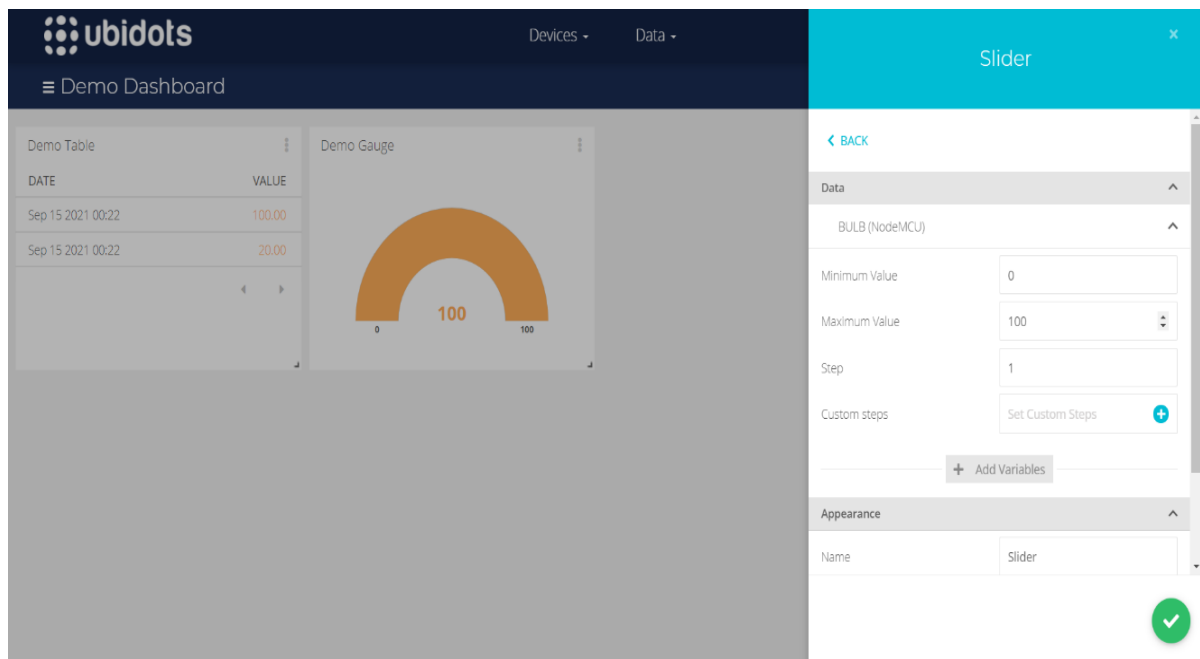 ubidots
Devices
Data
Demo Dashboard
Demo Table
DATE VALUE
Sep 15 2021 00:22 100.00
Sep 15 2021 00:22 20.00
Demo Gauge
100
0 100
×
Slider
BACK
Data
BULB (NodeMCU)
Minimum Value 0
Maximum Value 100
Step 1
Custom steps Set Custom Steps
+ Add Variables
Appearance
Name Slider